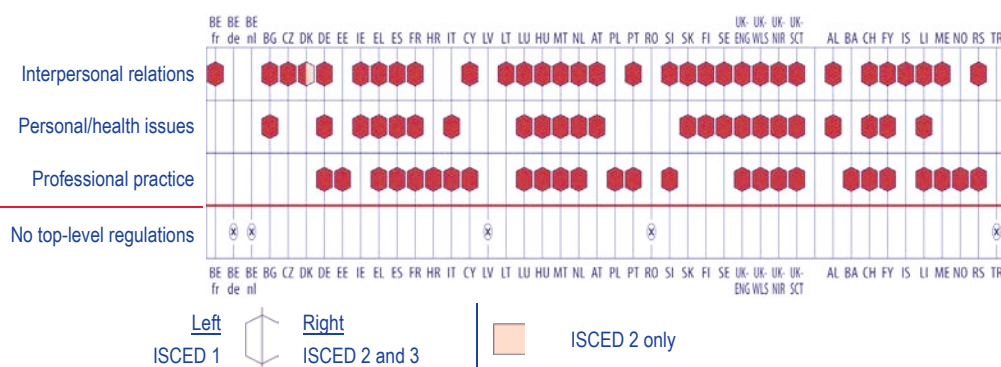 BE BE BE UK- UK- UK- UK-
fr de nl BG CZ DK DE EE IE EL ES FR HR IT CY LV LT LU HU MT NL AT PL PT RO SI SK FI SE ENG WLS NIR SCT AL BA CH FY IS LI ME NO RS TR
Interpersonal relations
Personal/health issues
Professional practice
No top-level regulations
BE BE BE BG CZ DK DE EE IE EL ES FR HR IT CY LV LT LU HU MT NL AT PL PT RO SI SK FI SE UK- UK- UK- UK- AL BA CH FY IS LI ME NO RS TR
fr de nl ENG WLS NIR SCT
Left Right
ISCED 1 ISCED 2 and 3 ISCED 2 only